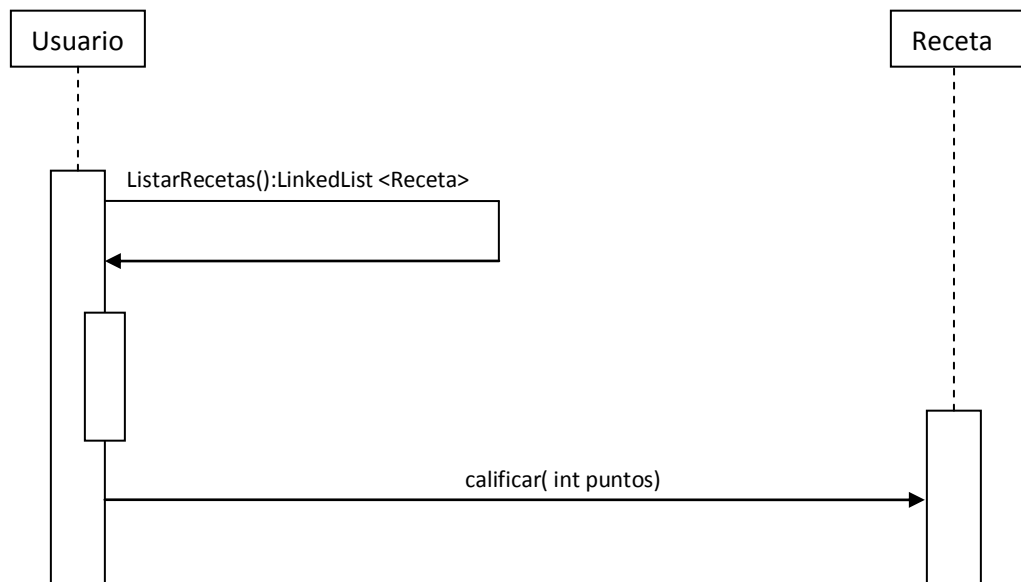 Usuario
Receta
ListarRecetas():LinkedList <Receta>
calificar( int puntos)